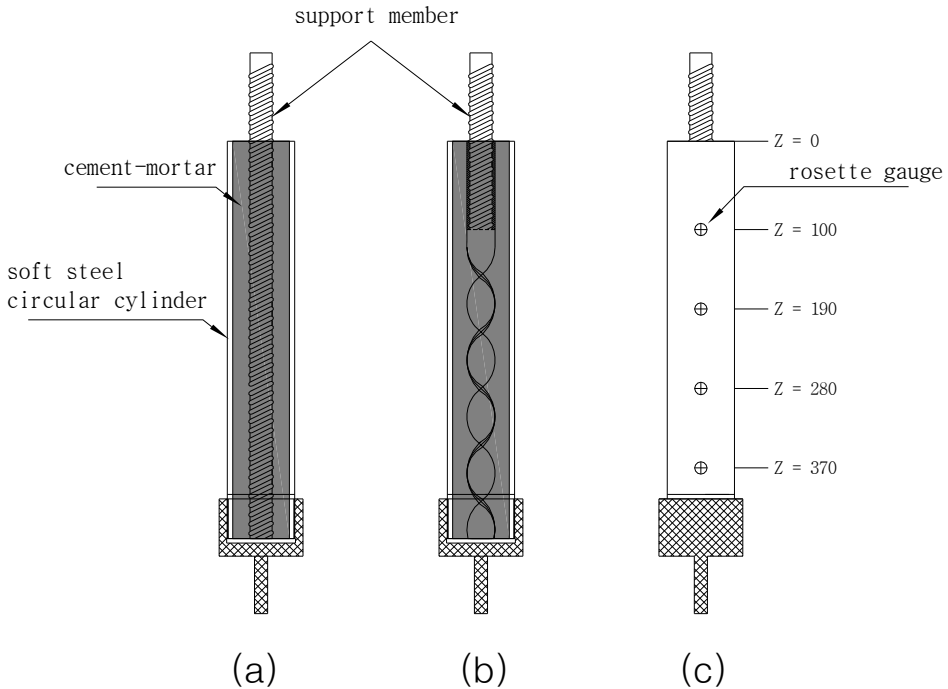 support member
cement-mortar
soft steel
circular cylinder
Z = 0
rosette gauge
Z = 100
Z = 190
Z = 280
Z = 370
(a)
(b)
(c)